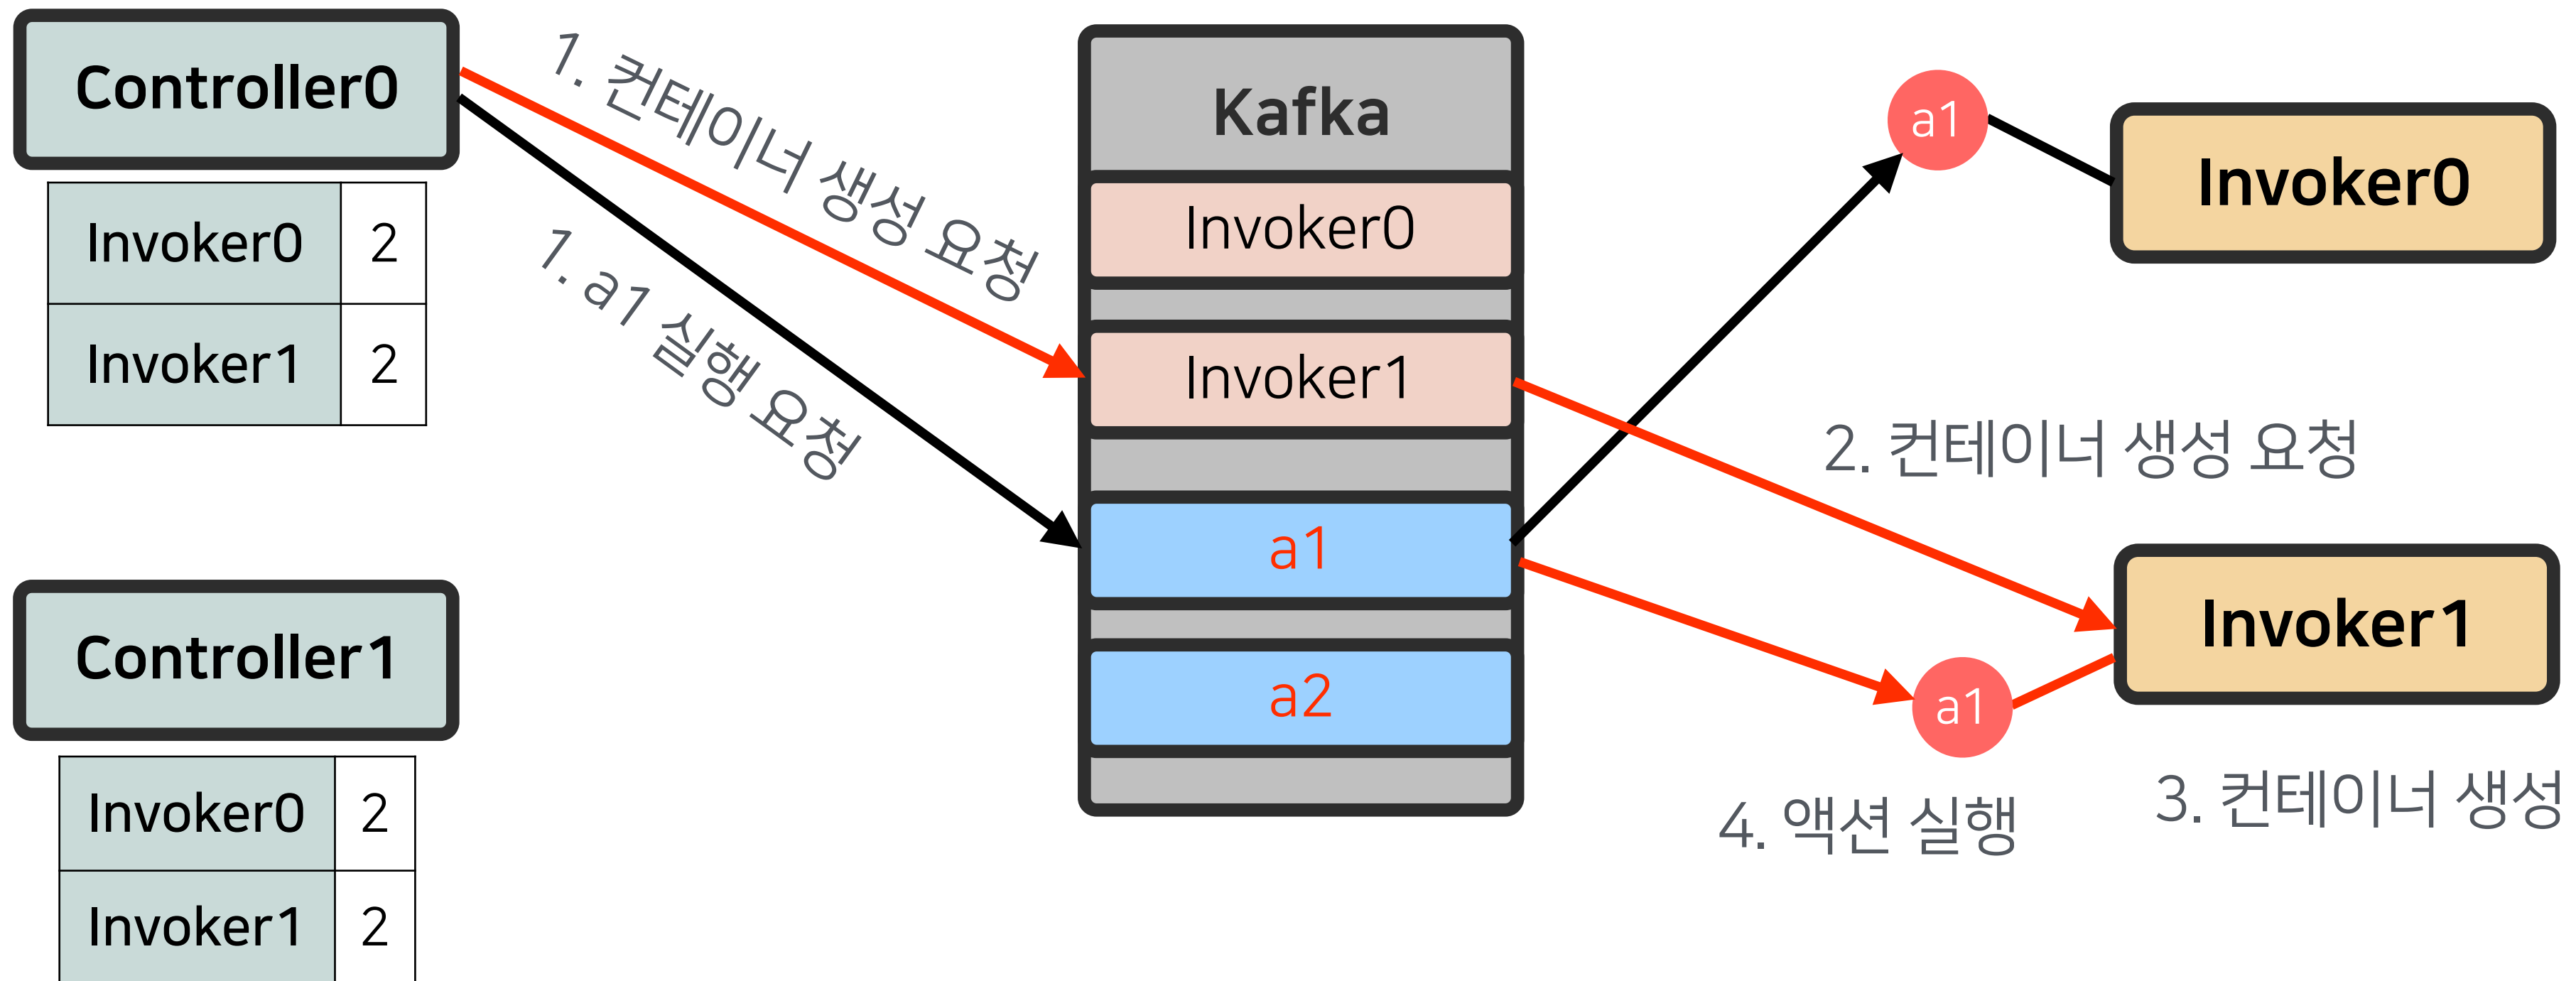 Controller0
Invoker0 2
Invoker1 2
1. 컨테이너 생성 요청
1. a1 실행 요청
Controller1
Invoker0 2
Invoker1 2
Kafka
Invoker0
Invoker1
a1
a2
a1
Invoker0
2. 컨테이너 생성 요청
Invoker1
a1
3. 컨테이너 생성
4. 액션 실행